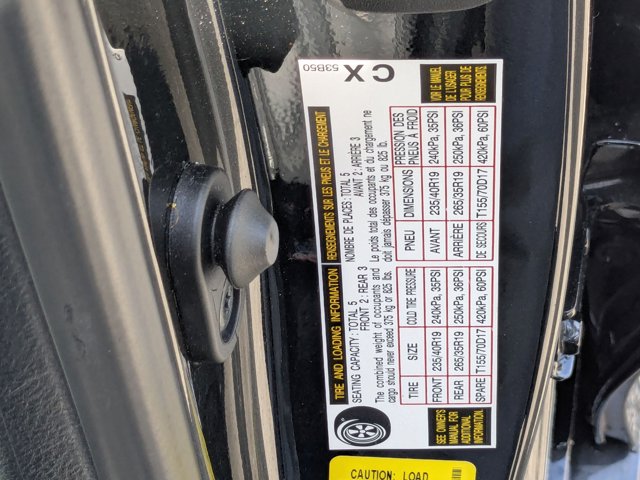 TIRE AND LOADING INFORMATION
RENSEIGNEMENTS SUR LES PNEUS ET LE CHARGEMENT
SEATING CAPACITY : TOTAL 5
FRONT 2 : REAR 3
NOMBRE DE PLACES : TOTAL 5
AVANT 2 : ARRIÈRE 3
The combined weight of occupants and
cargo should never exceed 375 kg or 825 lbs.
Le poids total des occupants et du chargement ne
doit jamais dépasser 375 kg ou 825 lb.
TIRE SIZE COLD TIRE PRESSURE
FRONT 235/40R19 240kPa, 35PSI
REAR 265/35R19 250kPa, 36PSI
SPARE T155/70D17 420kPa, 60PSI
PNEU DIMENSIONS PRESSION DES
PNEUS À FROID
AVANT 235/40R19 240kPa, 35PSI
ARRIÈRE 265/35R19 250kPa, 36PSI
DE SECOURS T155/70D17 420kPa, 60PSI
SEE OWNER'S
MANUAL FOR
ADDITIONAL
INFORMATION
VOIR LE MANUEL
DE L'USAGER
POUR PLUS DE
RENSEIGNEMENTS
53B50
CX
CAUTION: LOAD